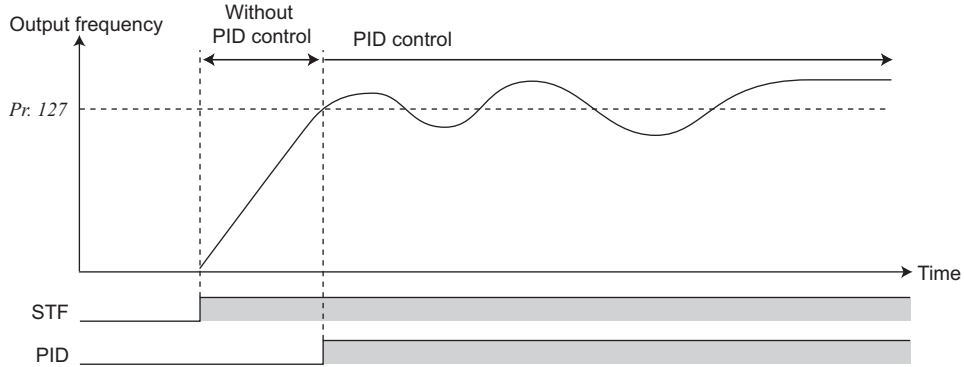 Without
Output frequency
PID control
PID control
Pr. 127
Time
STF
PID